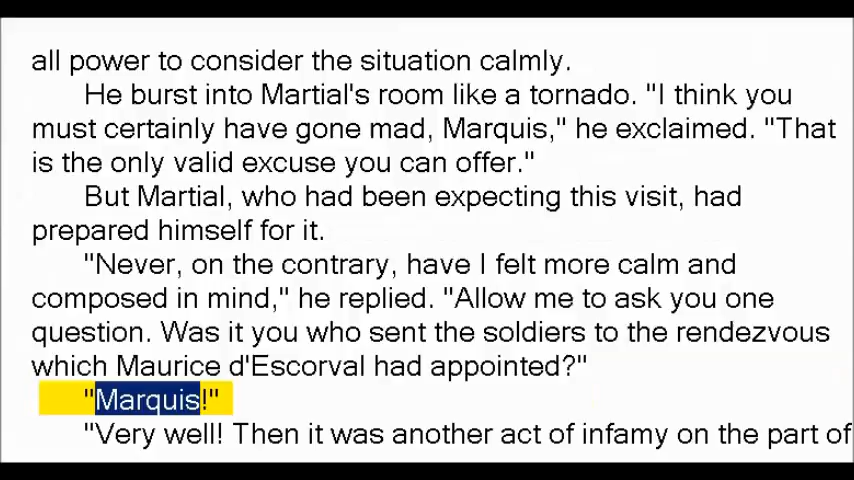 all power to consider the situation calmly.
He burst into Martial's room like a tornado. "I think you
must certainly have gone mad, Marquis," he exclaimed. "That
is the only valid excuse you can offer."
But Martial, who had been expecting this visit, had
prepared himself for it.
"Never, on the contrary, have I felt more calm and
composed in mind," he replied. "Allow me to ask you one
question. Was it you who sent the soldiers to the rendezvous
which Maurice d'Escorval had appointed?"
"Marquis!"
"Very well! Then it was another act of infamy on the part of